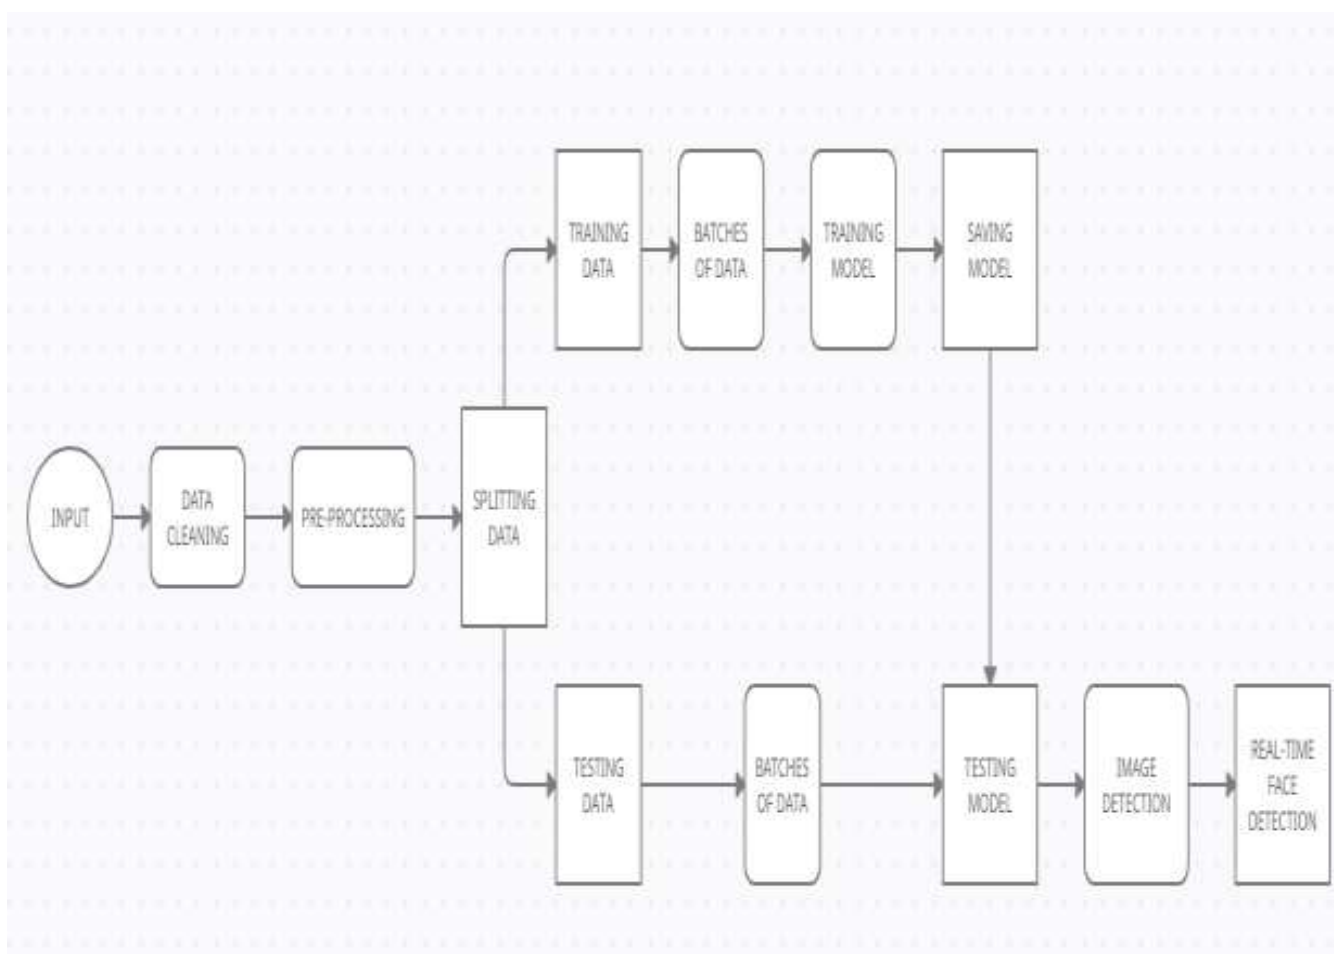 TRAINING
DATA
BATCHES
OF DATA
TRAINING
MODEL
SAVING
MODEL
INPUT
DATA
CLEANING
PRE-PROCESSING
SPLITTING
DATA
TESTING
DATA
BATCHES
OF DATA
TESTING
MODEL
IMAGE
DETECTION
REAL-TIME
FACE
DETECTION